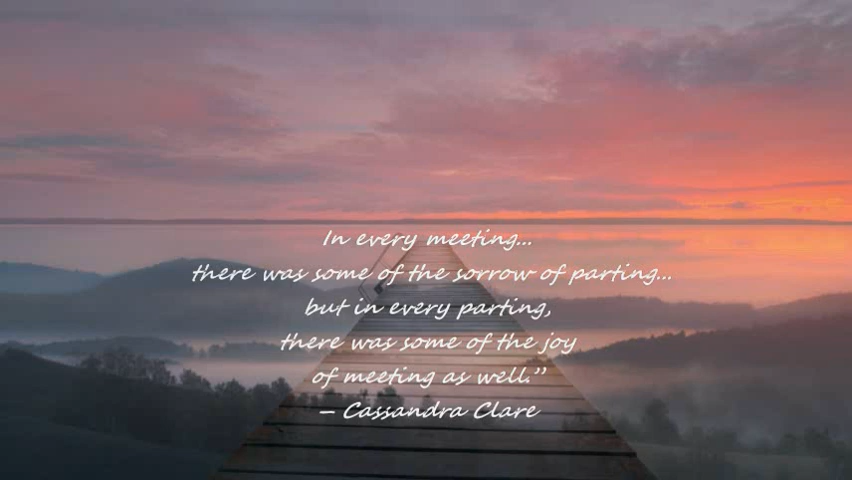 In every meeting...
there was some of the sorrow of parting...
but in every parting,
there was some of the joy
of meeting as well.”
– Cassandra Clare